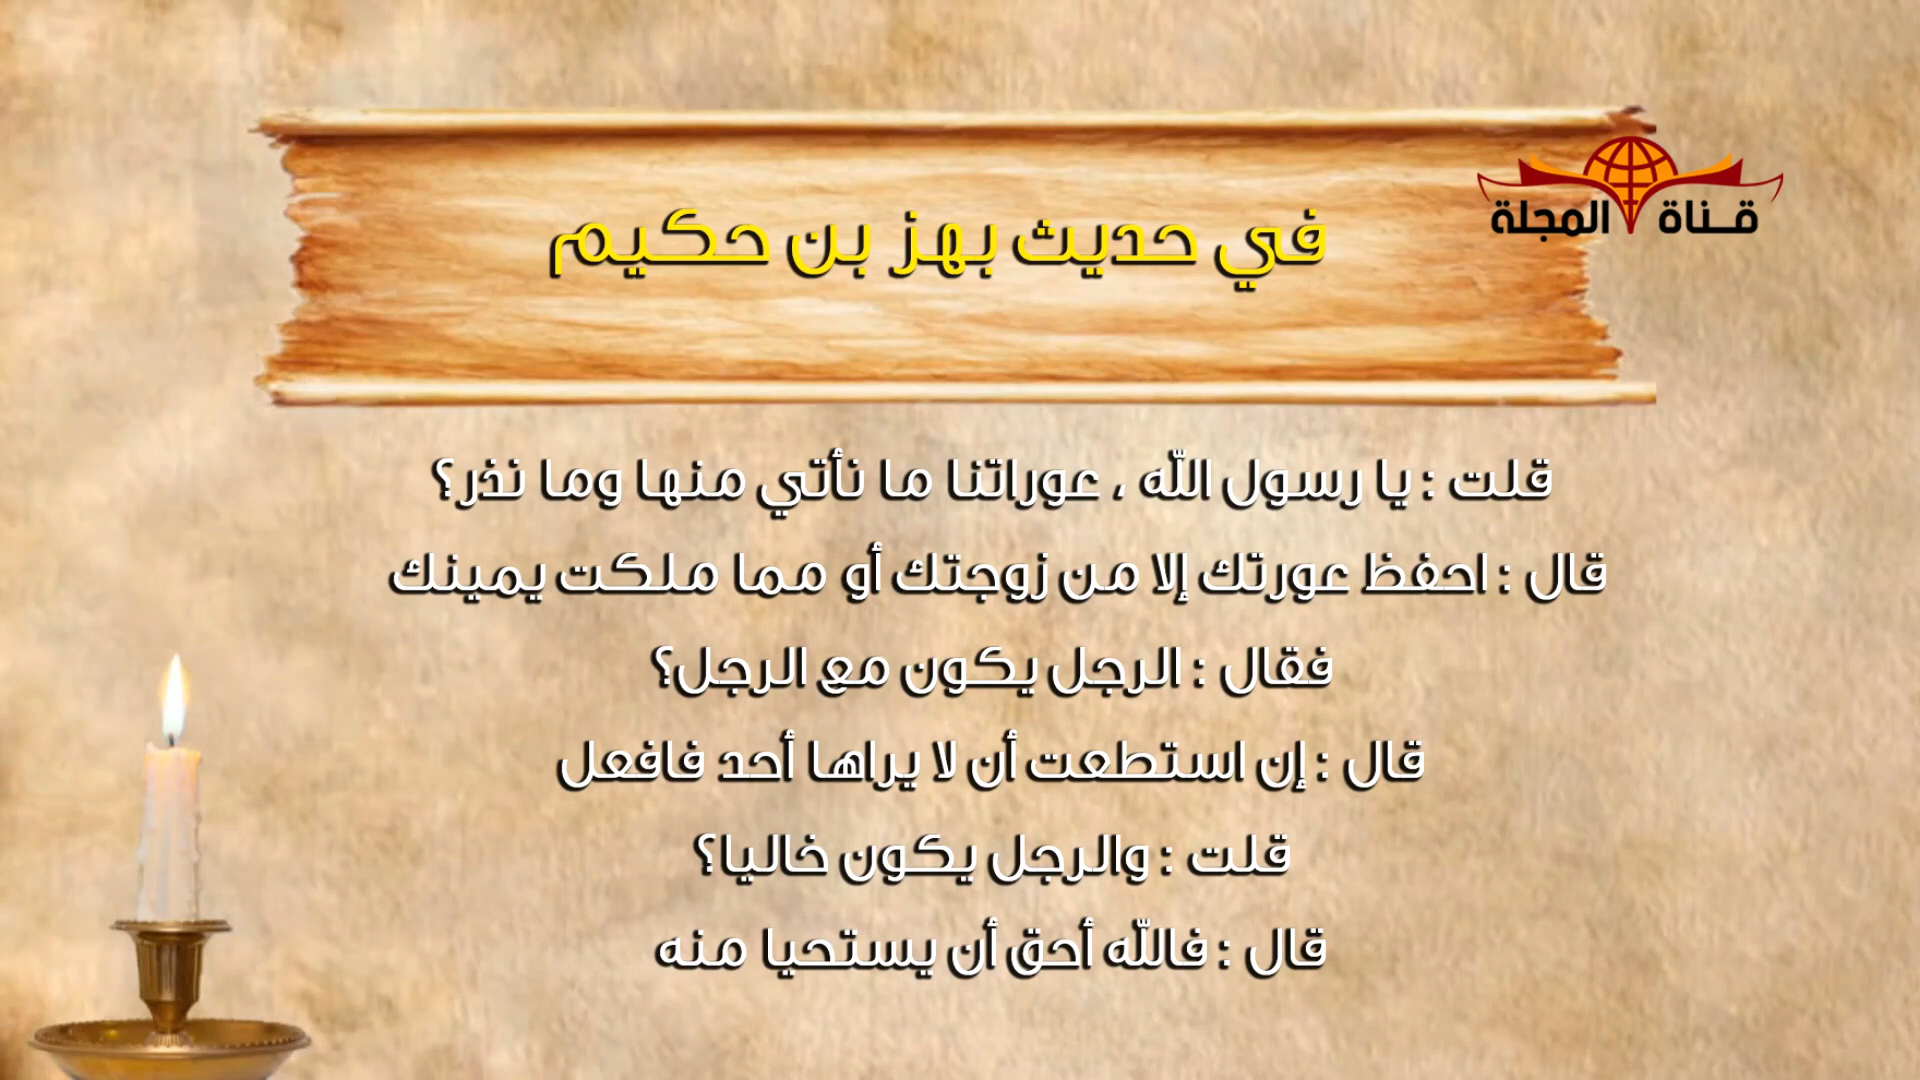 قناة المجلة
في حديث بهز بن حكيم
قلت : يا رسول الله ، عوراتنا ما نأتي منها وما نذر؟
قال : احفظ عورتك إلا من زوجتك أو مما ملكت يمينك
فقال : الرجل يكون مع الرجل؟
قال : إن استطعت أن لا يراها أحد فافعل
قلت : والرجل يكون خاليا؟
قال : فالله أحق أن يستحيا منه